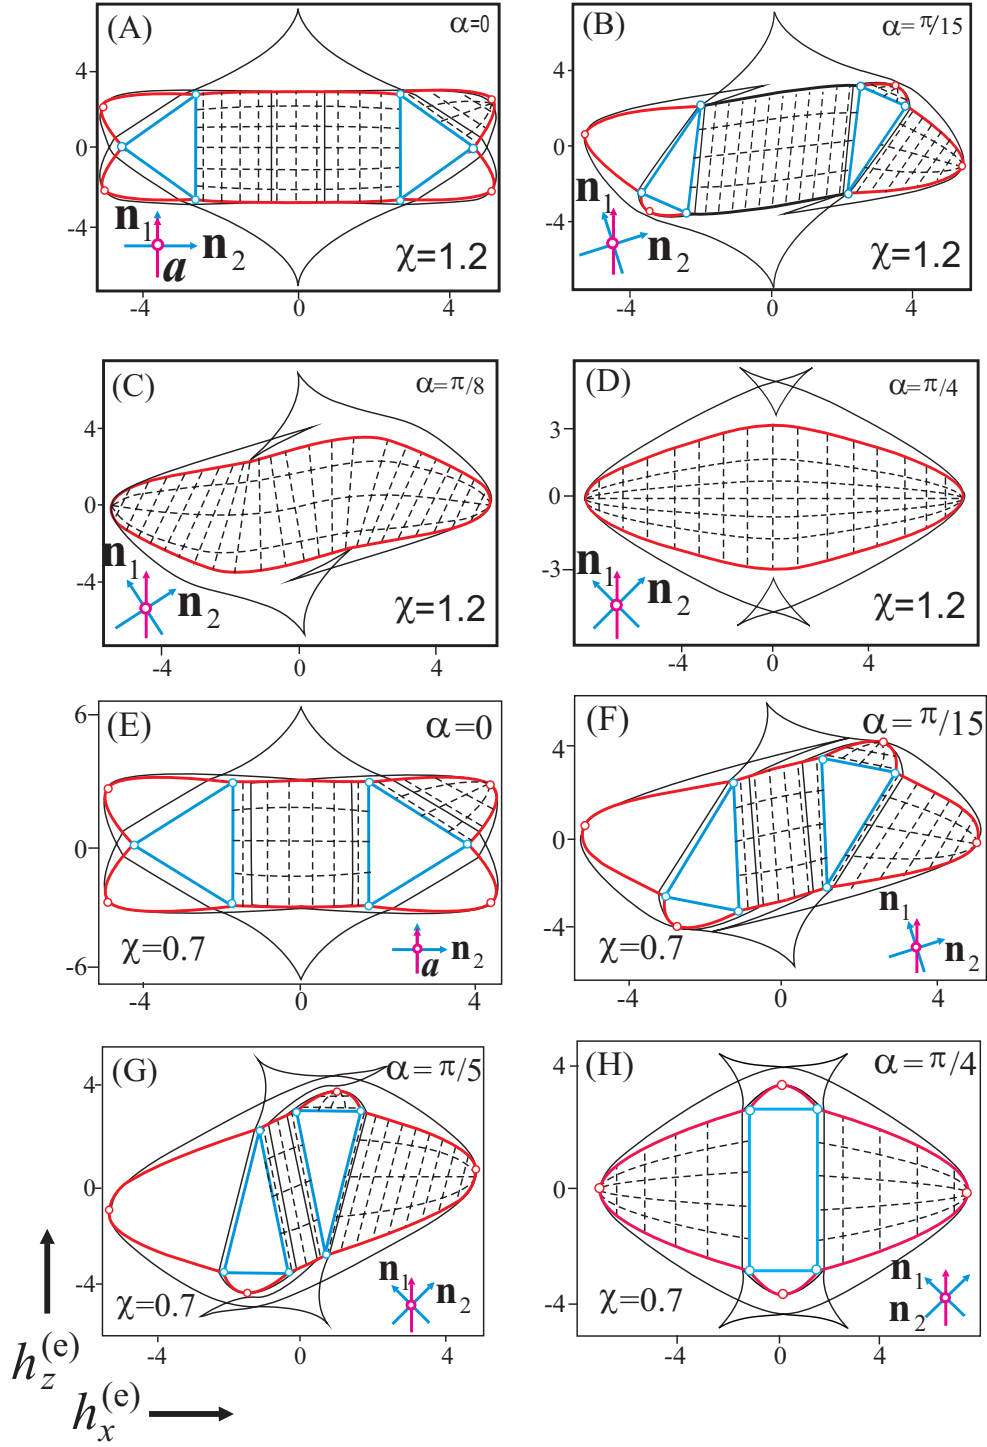 (A) α=0
4
0
-4
n1 n2
a
χ=1.2
-4 0 4
(B) α=π/15
4
0
-4
n1
n2
χ=1.2
-4 0 4
(C) α=π/8
4
0
-4
n1
n2
χ=1.2
-4 0 4
(D) α=π/4
3
0
-3
n1
n2
χ=1.2
-4 0 4
(E) α=0
6
0
-6
χ=0.7
a n2
-4 0 4
(F) α=π/15
4
0
-4
χ=0.7
n1
n2
-4 0 4
(G) α=π/5
4
0
-4
χ=0.7
n1
n2
-4 0 4
(H) α=π/4
4
0
-4
χ=0.7
n1
n2
-4 0 4
hz(e)
hx(e)